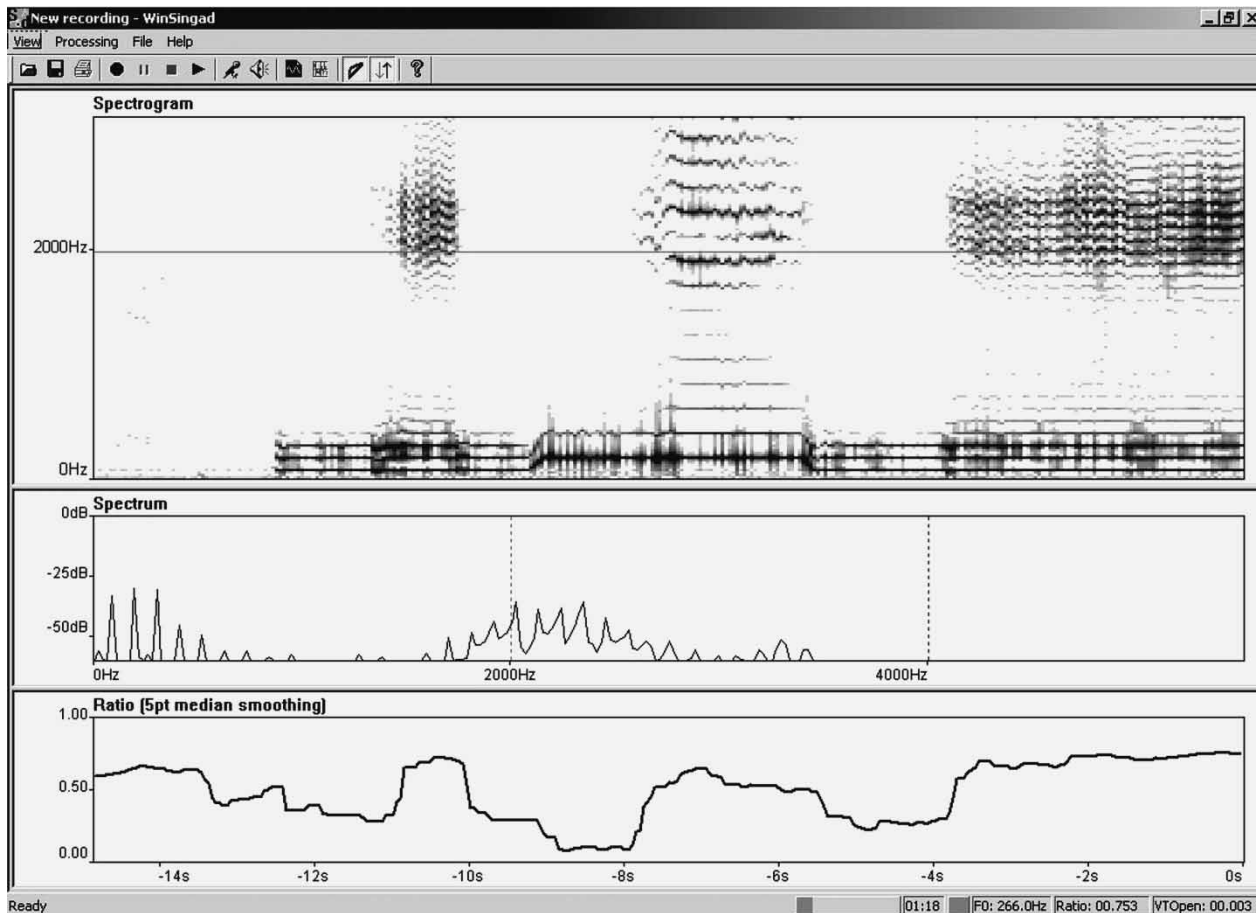 New recording - WinSingad
View Processing File Help
Spectrogram
2000Hz
0Hz
Spectrum
0dB
-25dB
-50dB
0Hz 2000Hz 4000Hz
Ratio (5pt median smoothing)
1.00
0.50
0.00
-14s -12s -10s -8s -6s -4s -2s 0s
Ready 01:18 F0: 266.0Hz Ratio: 00.753 VTOpen: 00.003